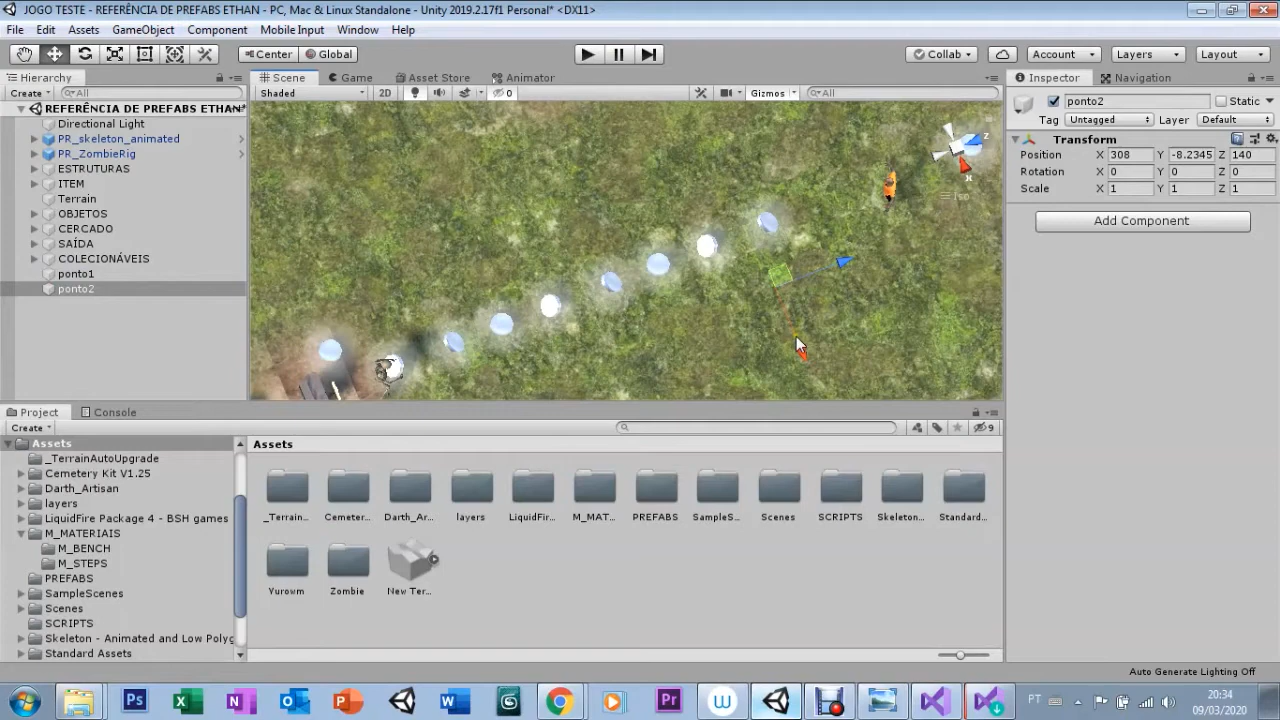 JOGO TESTE - REFERÊNCIA DE PREFABS ETHAN - PC, Mac & Linux Standalone - Unity 2019.2.17f1 Personal* <DX11>
File Edit Assets GameObject Component Mobile Input Window Help
Center Global Collab Account Layers Layout
Hierarchy
Create All
REFERÊNCIA DE PREFABS ETHAN
Directional Light
PR_skeleton_animated
PR_ZombieRig
ESTRUTURAS
ITEM
Terrain
OBJETOS
CERCADO
SAÍDA
COLECIONÁVEIS
ponto1
ponto2
Scene Game Asset Store Animator
Shaded 2D 0 Gizmos All
Z
X
Iso
Inspector Navigation
ponto2 Static
Tag Untagged Layer Default
Transform
Position X 308 Y -8.2345 Z 140
Rotation X 0 Y 0 Z 0
Scale X 1 Y 1 Z 1
Add Component
Project Console
Create 9
Assets
_TerrainAutoUpgrade
Cemetery Kit V1.25
Darth_Artisan
layers
LiquidFire Package 4 - BSH games
M_MATERIAIS
M_BENCH
M_STEPS
PREFABS
SampleScenes
Scenes
SCRIPTS
Skeleton - Animated and Low Polyg
Standard Assets
Assets
_Terrain... Cemeter... Darth_Ar... layers LiquidFir... M_MAT... PREFABS SampleS... Scenes SCRIPTS Skeleton... Standard...
Yurowm Zombie New Ter...
Auto Generate Lighting Off
PT 20:34
09/03/2020